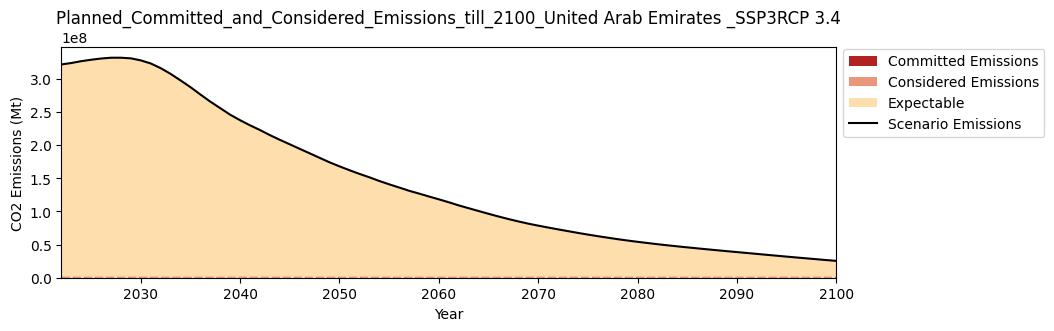 Planned_Committed_and_Considered_Emissions_till_2100_United Arab Emirates _SSP3RCP 3.4
1e8
3.0
2.5
2.0
1.5
1.0
0.5
0.0
CO2 Emissions (Mt)
2030
2040
2050
2060
2070
2080
2090
2100
Year
Committed Emissions
Considered Emissions
Expectable
Scenario Emissions